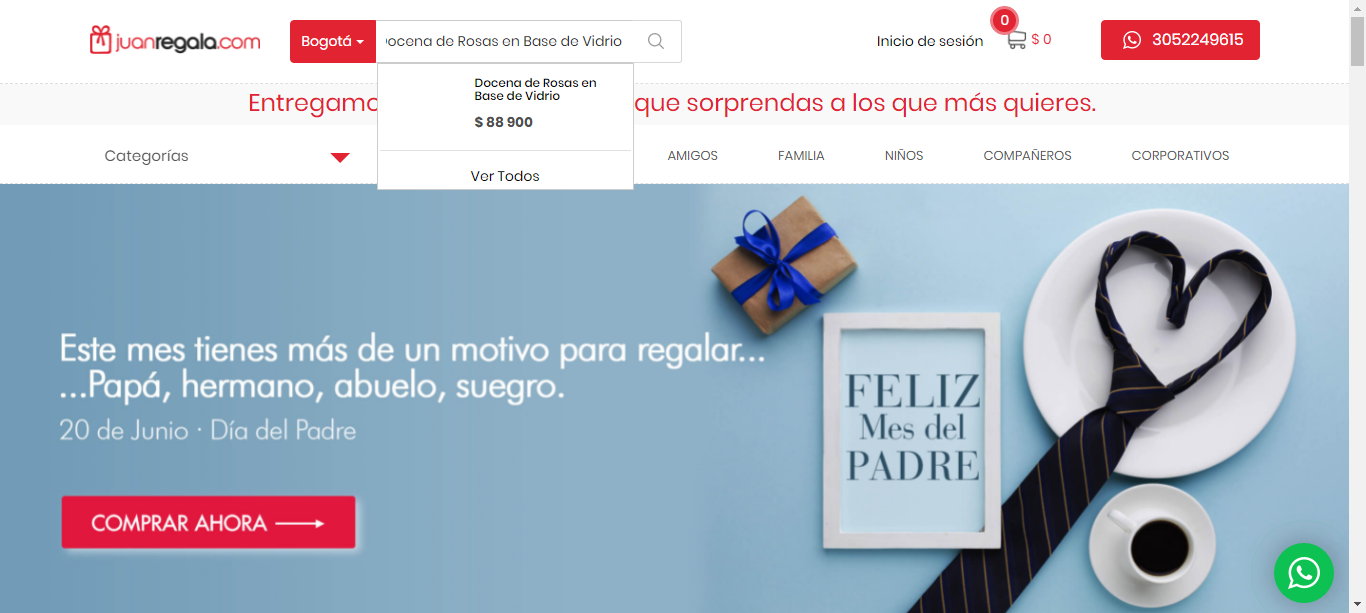 juanregala.com
Bogotá
Docena de Rosas en Base de Vidrio
Inicio de sesión
0
$ 0
3052249615
Docena de Rosas en
Base de Vidrio
$ 88 900
Ver Todos
que sorprendas a los que más quieres.
Categorías
AMIGOS
FAMILIA
NIÑOS
COMPAÑEROS
CORPORATIVOS
Este mes tienes más de un motivo para regalar...
...Papá, hermano, abuelo, suegro.
20 de Junio · Día del Padre
COMPRAR AHORA
FELIZ
Mes del
PADRE